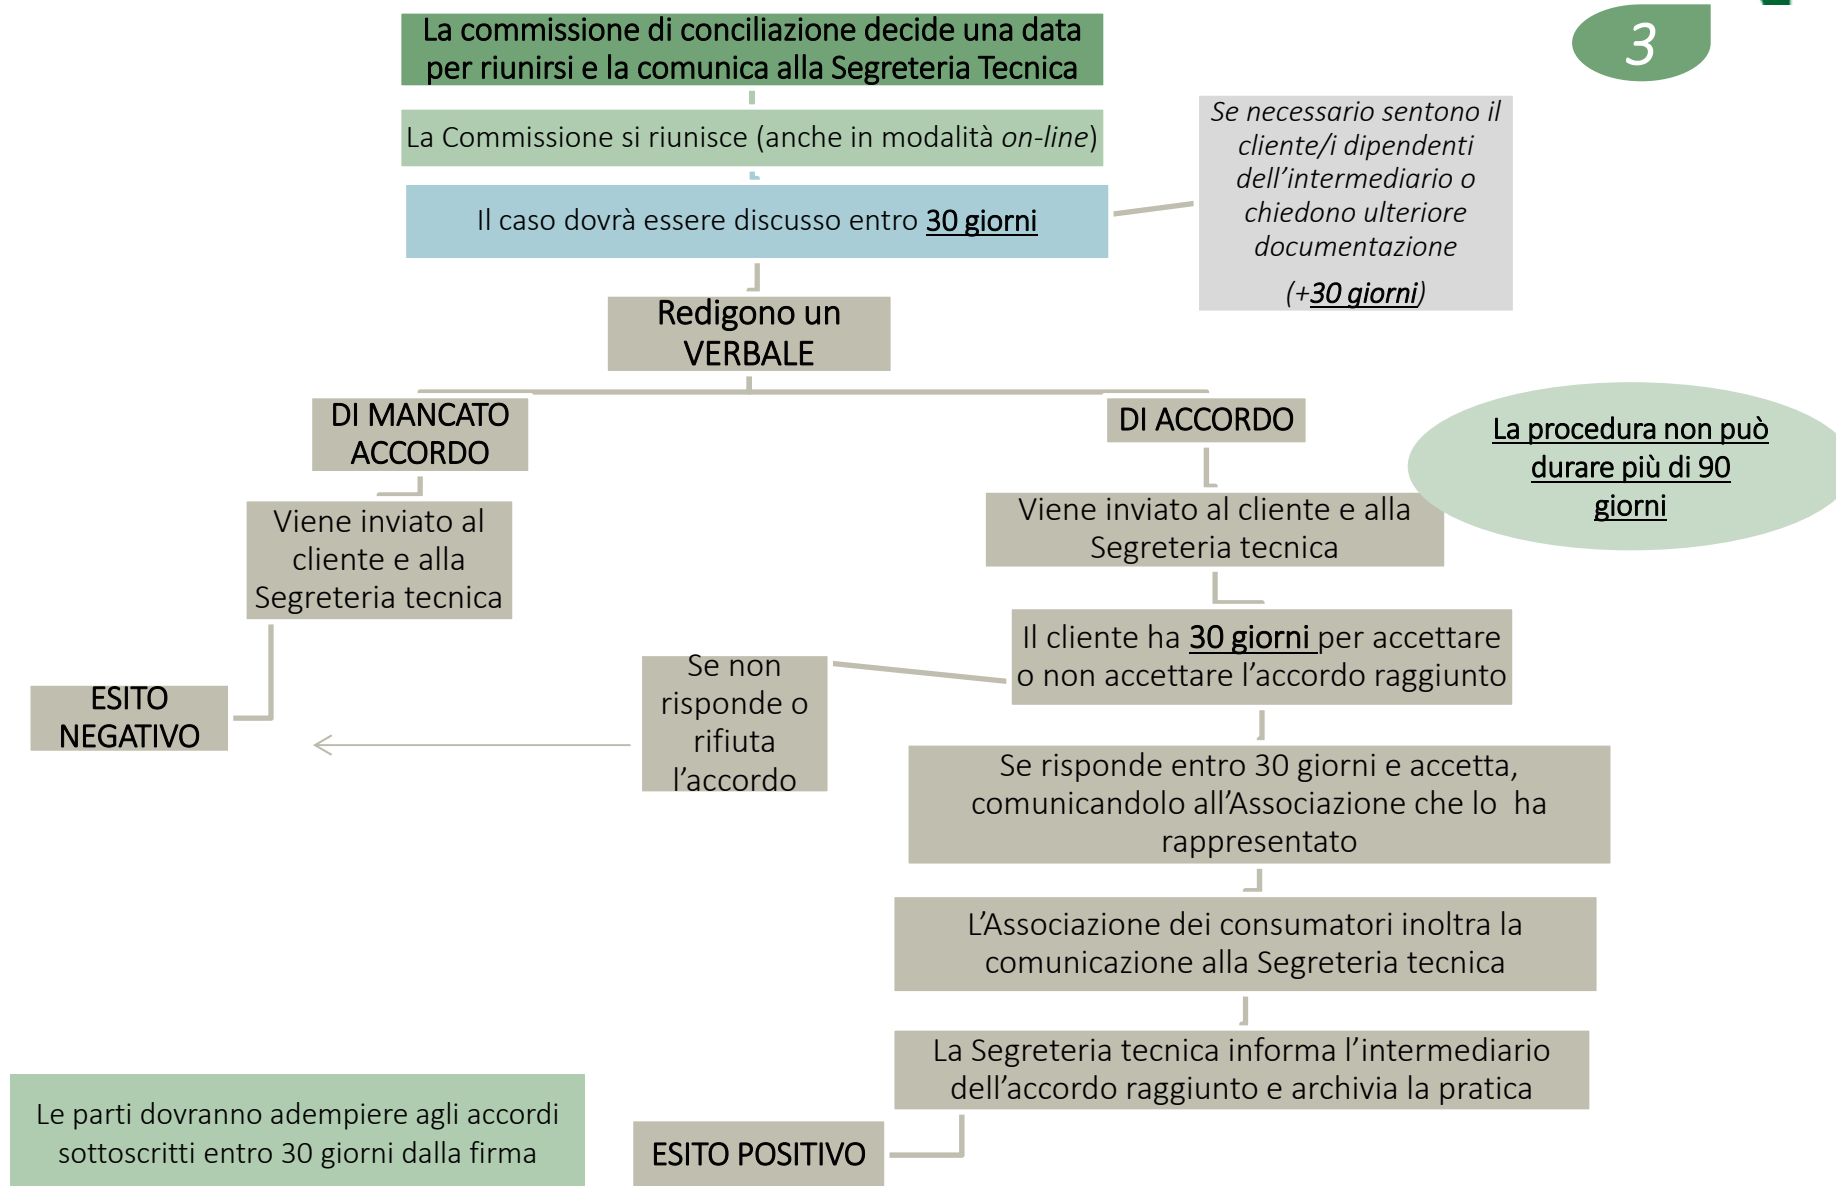 La commissione di conciliazione decide una data
per riunirsi e la comunica alla Segreteria Tecnica
3
La Commissione si riunisce (anche in modalità on-line)
Se necessario sentono il
cliente/i dipendenti
dell’intermediario o
chiedono ulteriore
documentazione
(+30 giorni)
Il caso dovrà essere discusso entro 30 giorni
Redigono un
VERBALE
DI MANCATO
ACCORDO
DI ACCORDO
La procedura non può
durare più di 90
giorni
Viene inviato al
cliente e alla
Segreteria tecnica
Viene inviato al cliente e alla
Segreteria tecnica
Il cliente ha 30 giorni per accettare
o non accettare l’accordo raggiunto
Se non
risponde o
rifiuta
l’accordo
ESITO
NEGATIVO
Se risponde entro 30 giorni e accetta,
comunicandolo all’Associazione che lo ha
rappresentato
L’Associazione dei consumatori inoltra la
comunicazione alla Segreteria tecnica
La Segreteria tecnica informa l’intermediario
dell’accordo raggiunto e archivia la pratica
Le parti dovranno adempiere agli accordi
sottoscritti entro 30 giorni dalla firma
ESITO POSITIVO